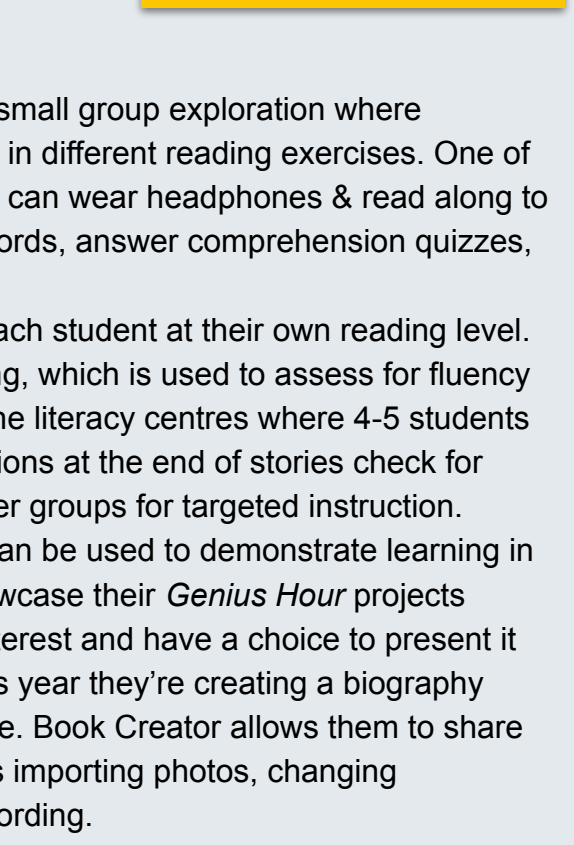 small group exploration where
in different reading exercises. One of
can wear headphones & read along to
ords, answer comprehension quizzes,
ach student at their own reading level.
ng, which is used to assess for fluency
ne literacy centres where 4-5 students
ions at the end of stories check for
er groups for targeted instruction.
an be used to demonstrate learning in
wcase their Genius Hour projects
terest and have a choice to present it
s year they’re creating a biography
e. Book Creator allows them to share
s importing photos, changing
ording.